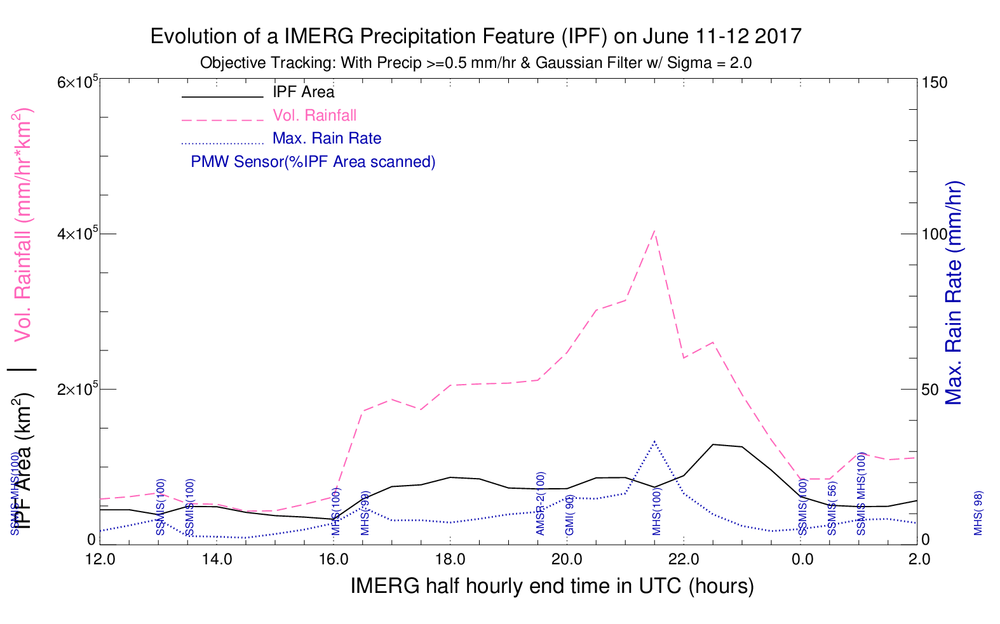 Evolution of a IMERG Precipitation Feature (IPF) on June 11-12 2017
Objective Tracking: With Precip >=0.5 mm/hr & Gaussian Filter w/ Sigma = 2.0
6×10⁵
4×10⁵
2×10⁵
0
IPF Area (km²) | Vol. Rainfall (mm/hr*km²)
IPF Area
Vol. Rainfall
Max. Rain Rate
PMW Sensor(%IPF Area scanned)
150
100
50
0
Max. Rain Rate (mm/hr)
SSMIS MHS(100)
SSMIS(100)
SSMIS(100)
MHS(100)
MHS( 99)
AMSR-2(100)
GMI( 90)
MHS(100)
SSMIS(100)
SSMIS( 56)
SSMIS MHS(100)
MHS( 98)
12.0 14.0 16.0 18.0 20.0 22.0 0.0 2.0
IMERG half hourly end time in UTC (hours)